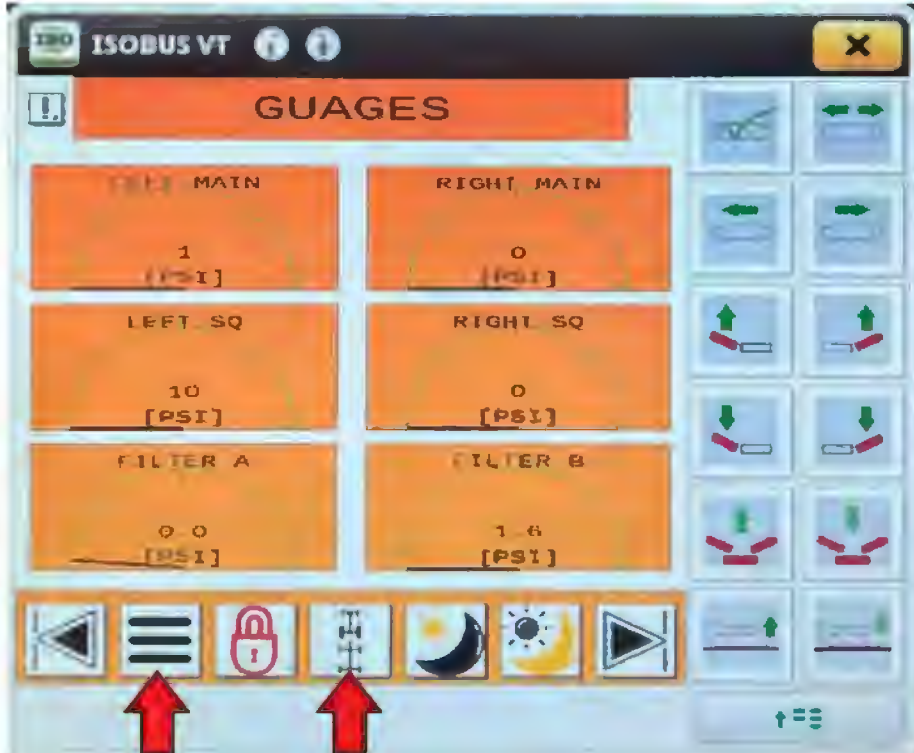 ISO
ISOBUS VT
GUAGES
LEFT MAIN
RIGHT MAIN
1
[PSI]
0
[PSI]
LEFT SQ
RIGHT SQ
10
[PSI]
0
[PSI]
FILTER A
FILTER B
0.0
[PSI]
1.6
[PSI]